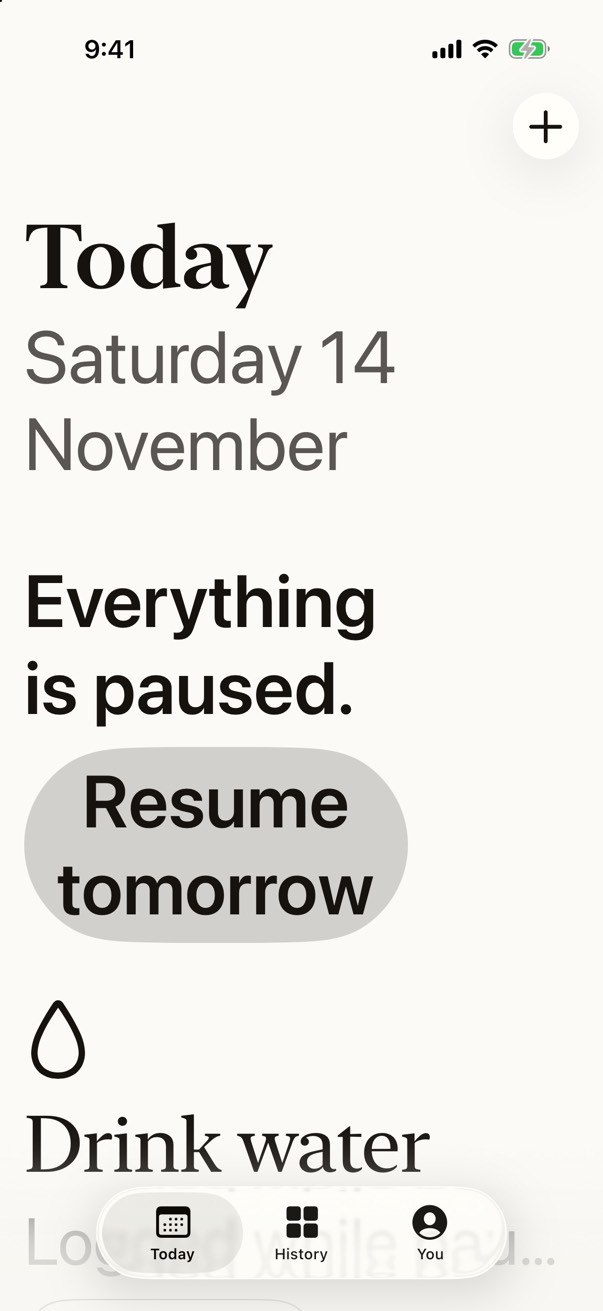 9:41
Today
Saturday 14
November
Everything
is paused.
Resume
tomorrow
Drink water
Today
History
You